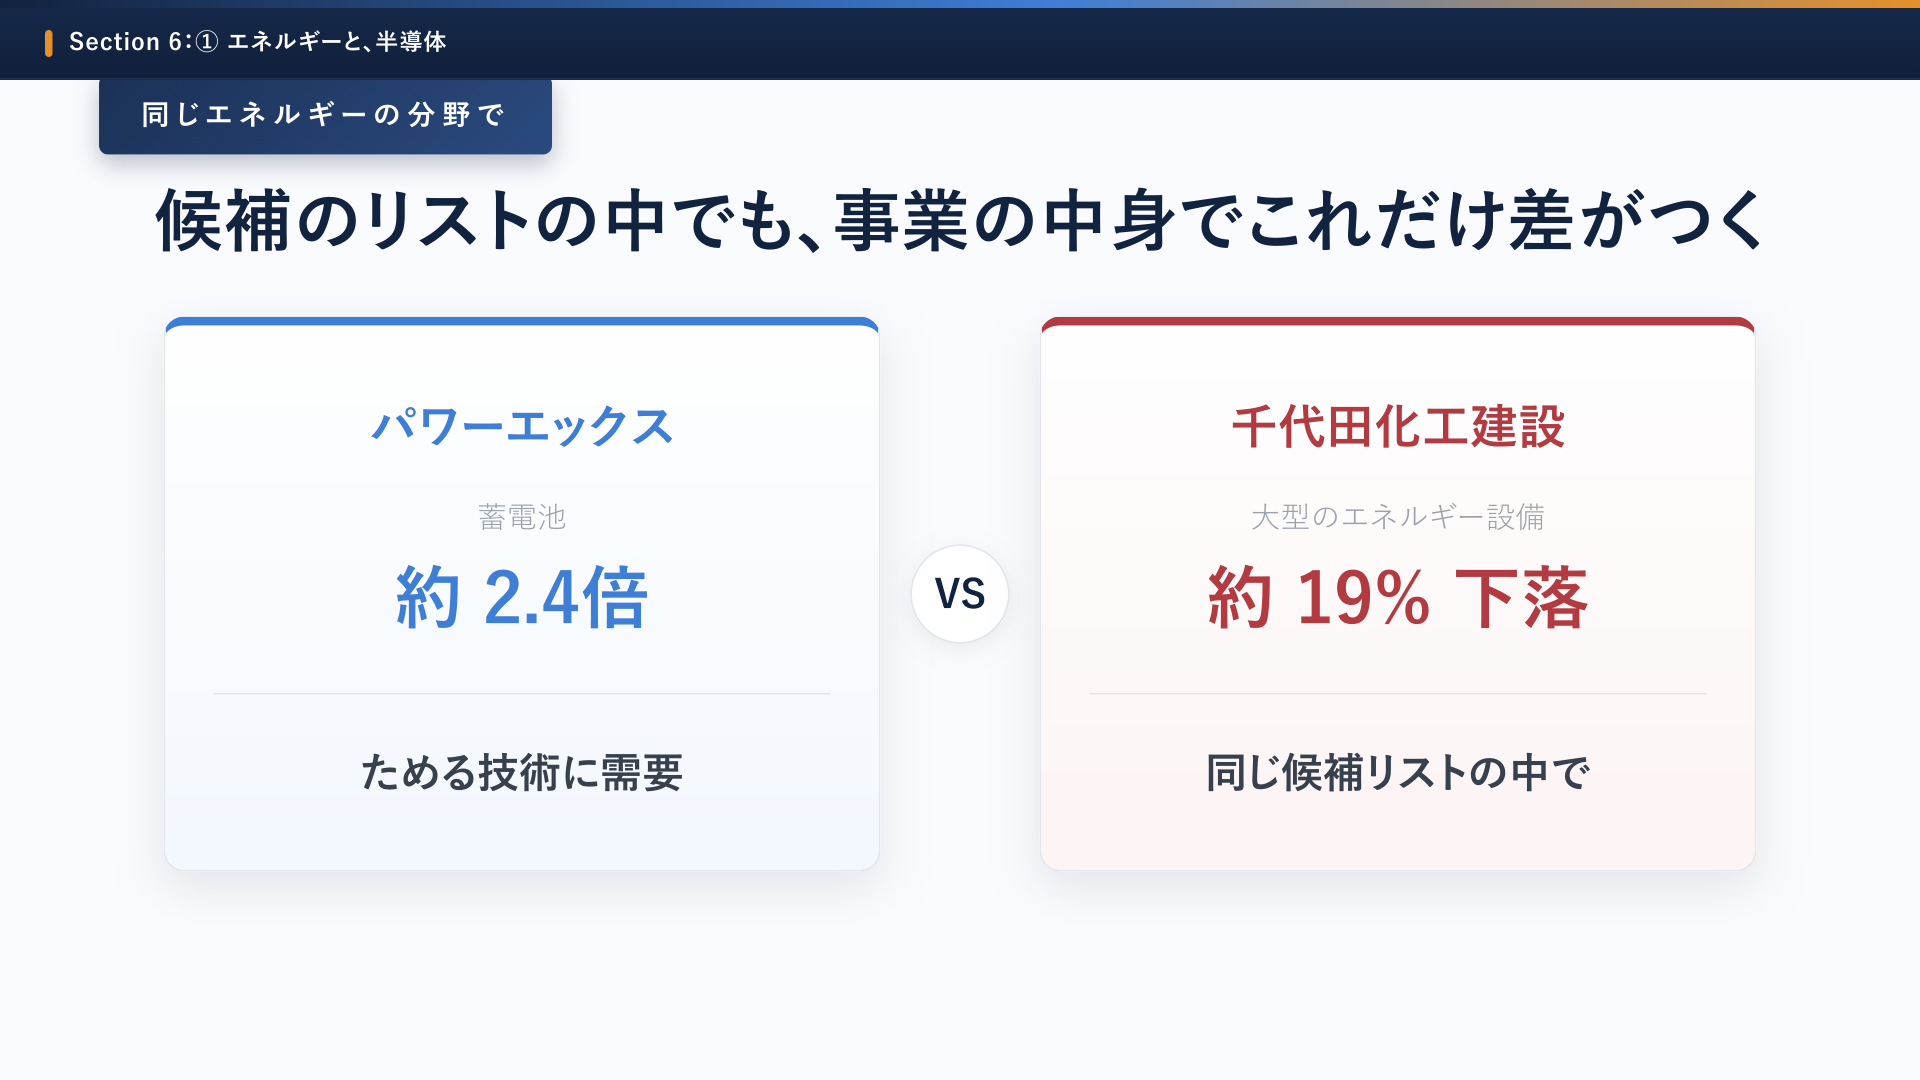 Section 6：① エネルギーと、半導体
同じエネルギーの分野で
候補のリストの中でも、事業の中身でこれだけ差がつく
パワーエックス
蓄電池
約 2.4倍
ためる技術に需要
VS
千代田化工建設
大型のエネルギー設備
約 19% 下落
同じ候補リストの中で